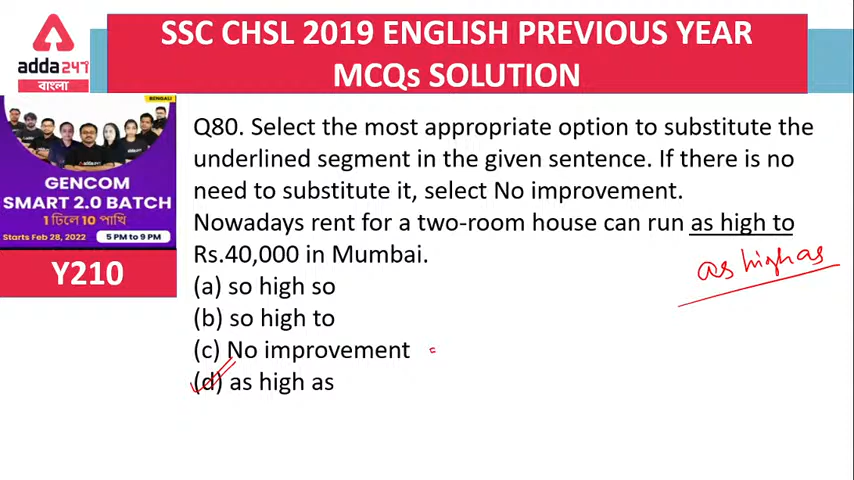 SSC CHSL 2019 ENGLISH PREVIOUS YEAR
MCQs SOLUTION
adda247
বাংলা
BENGALI
GENCOM
SMART 2.0 BATCH
1 ঢিলে 10 পাখি
Starts Feb 28, 2022 5 PM to 9 PM
Y210
Q80. Select the most appropriate option to substitute the
underlined segment in the given sentence. If there is no
need to substitute it, select No improvement.
Nowadays rent for a two-room house can run as high to
Rs.40,000 in Mumbai.
as high as
(a) so high so
(b) so high to
(c) No improvement
(d) as high as